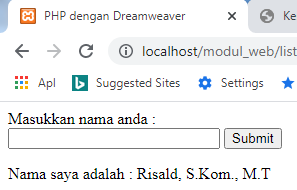 PHP dengan Dreamweaver
localhost/modul_web/list
Apl
Suggested Sites
Settings
Masukkan nama anda :
Submit
Nama saya adalah : Risald, S.Kom., M.T